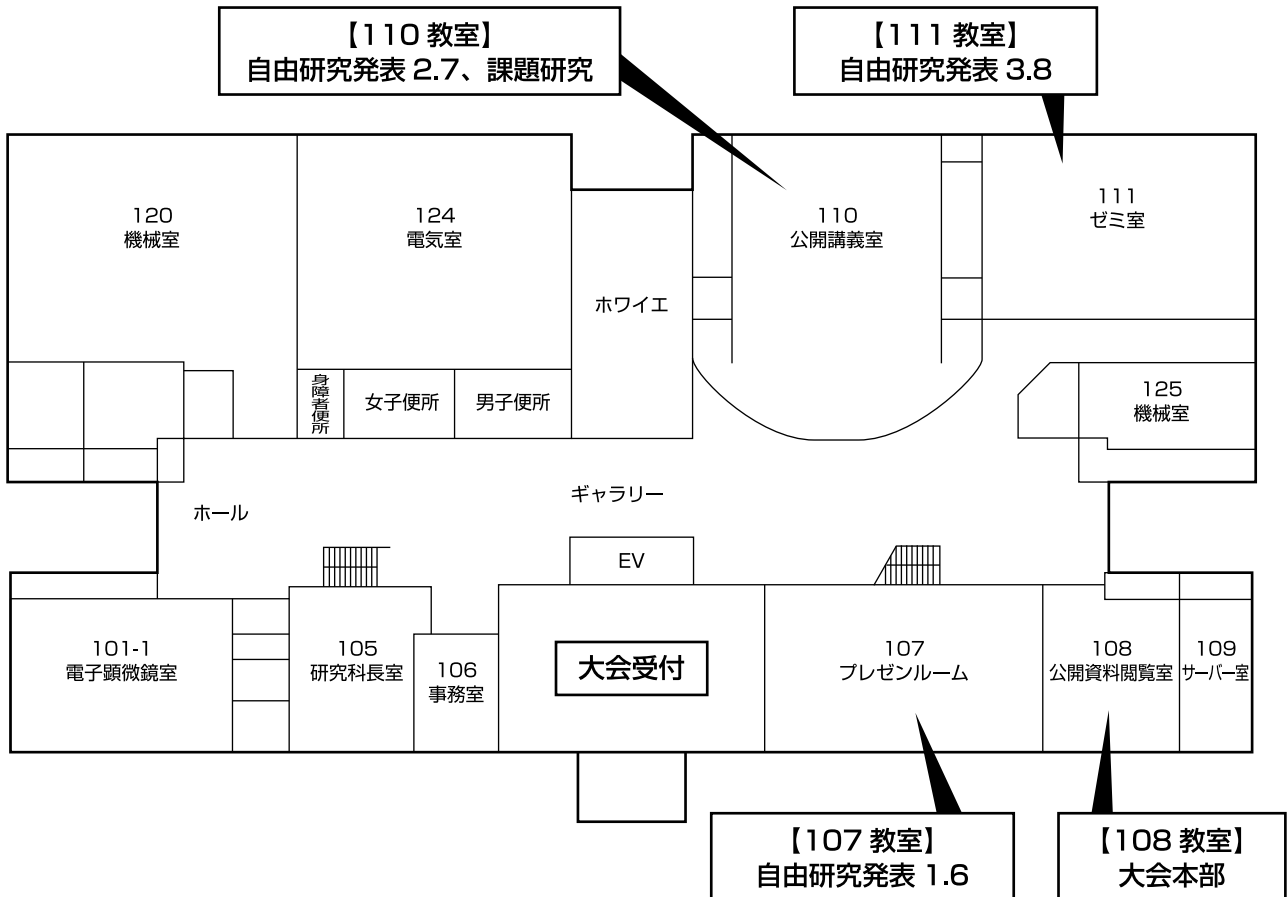 【110 教室】
自由研究発表 2.7、課題研究
【111 教室】
自由研究発表 3.8
120
機械室
124
電気室
ホワイエ
110
公開講義室
111
ゼミ室
身障者便所
女子便所
男子便所
125
機械室
ホール
ギャラリー
EV
101-1
電子顕微鏡室
105
研究科長室
106
事務室
大会受付
107
プレゼンルーム
108
公開資料閲覧室
109
サーバー室
【107 教室】
自由研究発表 1.6
【108 教室】
大会本部